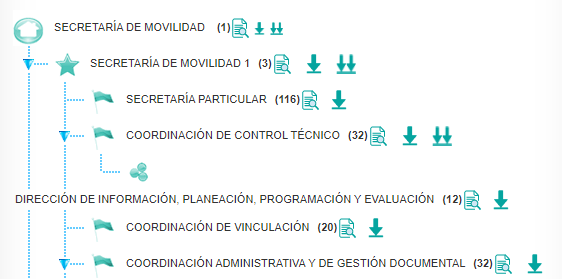 SECRETARÍA DE MOVILIDAD (1)
SECRETARÍA DE MOVILIDAD 1 (3)
SECRETARÍA PARTICULAR (116)
COORDINACIÓN DE CONTROL TÉCNICO (32)
DIRECCIÓN DE INFORMACIÓN, PLANEACIÓN, PROGRAMACIÓN Y EVALUACIÓN (12)
COORDINACIÓN DE VINCULACIÓN (20)
COORDINACIÓN ADMINISTRATIVA Y DE GESTIÓN DOCUMENTAL (32)